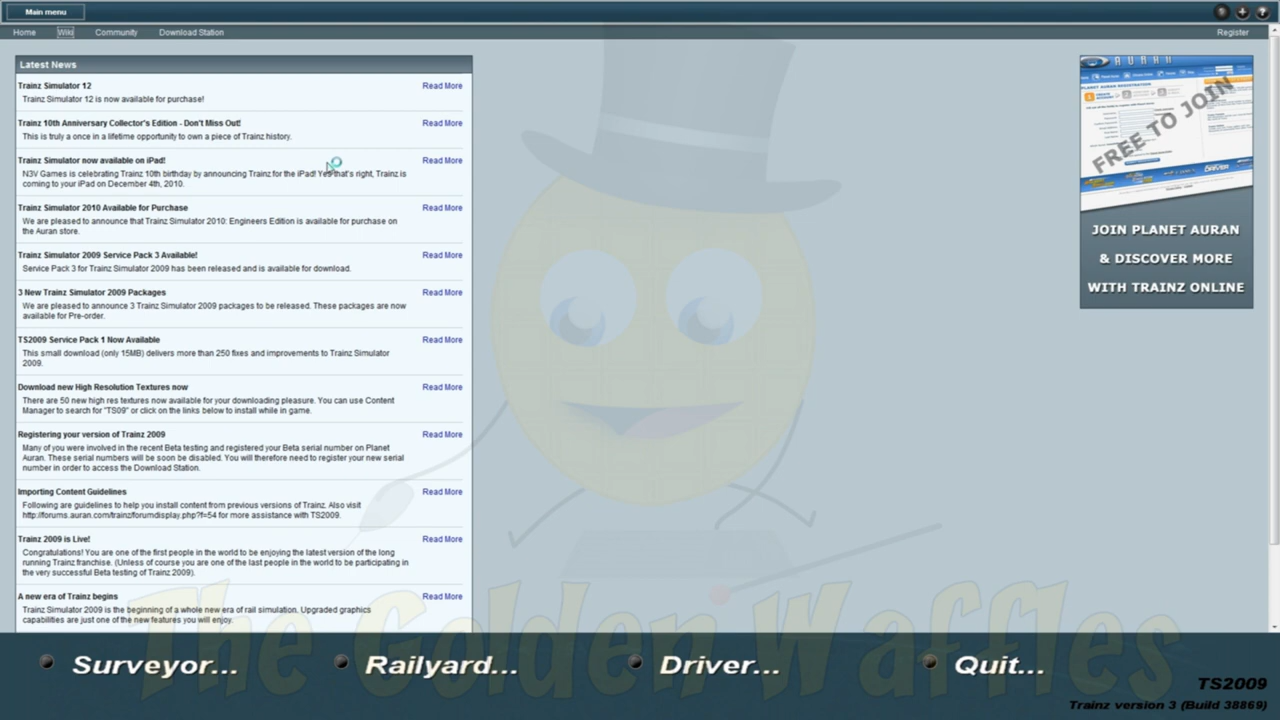 Main menu
Home Wiki Community Download Station Register
Latest News
Trainz Simulator 12 Read More
Trainz Simulator 12 is now available for purchase!
Trainz 10th Anniversary Collector's Edition - Don't Miss Out! Read More
This is truly a once in a lifetime opportunity to own a piece of Trainz history.
Trainz Simulator now available on iPad! Read More
N3V Games is celebrating Trainz 10th birthday by announcing Trainz for the iPad! Yes that's right, Trainz is
coming to your iPad on December 4th, 2010.
Trainz Simulator 2010 Available for Purchase Read More
We are pleased to announce that Trainz Simulator 2010: Engineers Edition is available for purchase on
the Auran store.
Trainz Simulator 2009 Service Pack 3 Available! Read More
Service Pack 3 for Trainz Simulator 2009 has been released and is available for download.
3 New Trainz Simulator 2009 Packages Read More
We are pleased to announce 3 Trainz Simulator 2009 packages to be released. These packages are now
available for Pre-order.
TS2009 Service Pack 1 Now Available Read More
This small download (only 15MB) delivers more than 250 fixes and improvements to Trainz Simulator
2009.
Download new High Resolution Textures now Read More
There are 50 new high res textures now available for your downloading pleasure. You can use Content
Manager to search for "TS09" or click on the links below to install while in game.
Registering your version of Trainz 2009 Read More
Many of you were involved in the recent Beta testing and registered your Beta serial number on Planet
Auran. These serial numbers will be soon be disabled. You will therefore need to register your new serial
number in order to access the Download Station.
Importing Content Guidelines Read More
Following are guidelines to help you install content from previous versions of Trainz. Also visit
http://forums.auran.com/trainz/forumdisplay.php?f=54 for more assistance with TS2009.
Trainz 2009 is Live! Read More
Congratulations! You are one of the first people in the world to be enjoying the latest version of the long
running Trainz franchise. (Unless of course you are one of the last people in the world to be participating in
the very successful Beta testing of Trainz 2009).
A new era of Trainz begins Read More
Trainz Simulator 2009 is the beginning of a whole new era of rail simulation. Upgraded graphics
capabilities are just one of the new features you will enjoy.
AURAN
FREE TO JOIN
JOIN PLANET AURAN
& DISCOVER MORE
WITH TRAINZ ONLINE
The Golden Waffles
Surveyor... Railyard... Driver... Quit...
TS2009
Trainz version 3 (Build 38869)